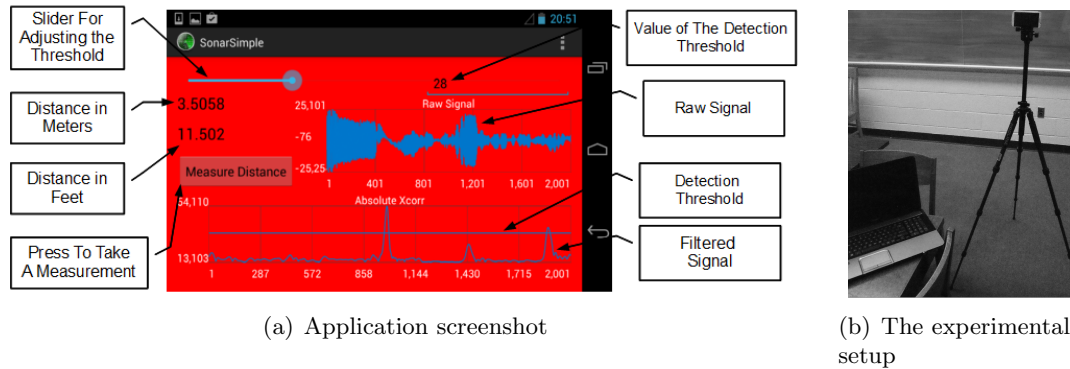 Slider For
Adjusting the
Threshold
Distance in
Meters
Distance in
Feet
Press To Take
A Measurement
20:51
SonarSimple
28
3.5058
11.502
Measure Distance
Raw Signal
25,101
-76
-25,25
1 401 801 1,201 1,601 2,001
Absolute Xcorr
54,110
13,103
1 287 572 858 1,144 1,430 1,715 2,001
Value of The Detection
Threshold
Raw Signal
Detection
Threshold
Filtered
Signal
(a) Application screenshot
(b) The experimental
setup